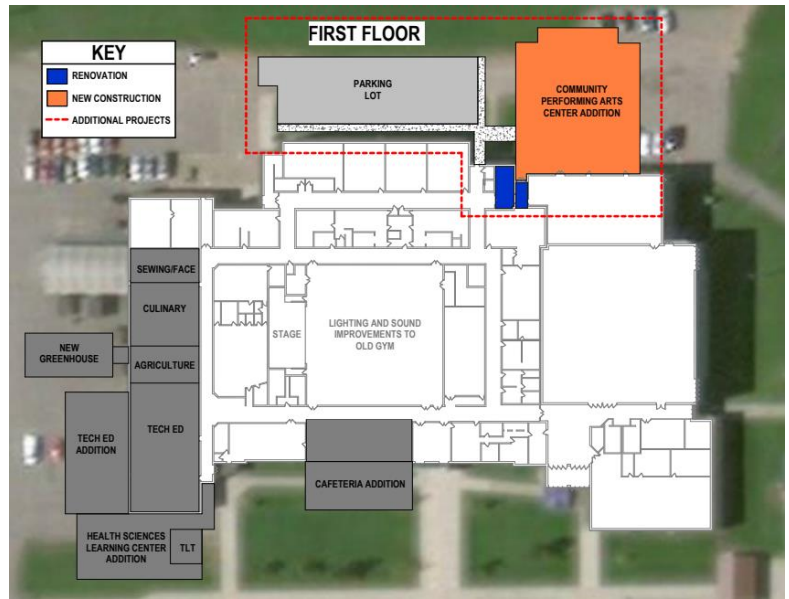 FIRST FLOOR
KEY
RENOVATION
NEW CONSTRUCTION
ADDITIONAL PROJECTS
PARKING
LOT
COMMUNITY
PERFORMING ARTS
CENTER ADDITION
SEWING/FACE
CULINARY
NEW
GREENHOUSE
AGRICULTURE
STAGE
LIGHTING AND SOUND
IMPROVEMENTS TO
OLD GYM
TECH ED
ADDITION
TECH ED
CAFETERIA ADDITION
HEALTH SCIENCES
LEARNING CENTER
ADDITION
TLT